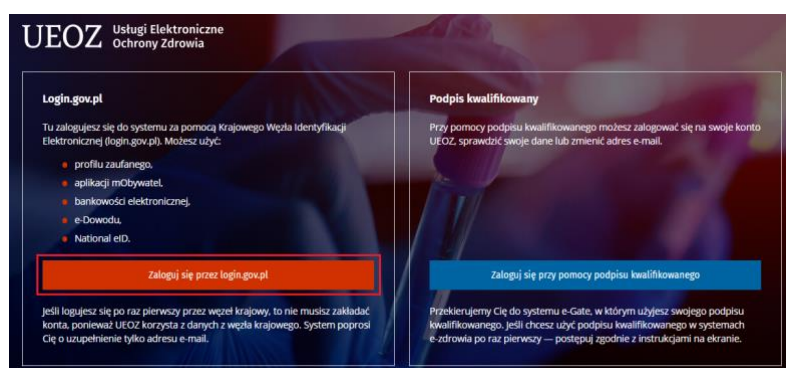 UEOZ Usługi Elektroniczne
Ochrony Zdrowia
Login.gov.pl
Tu zalogujesz się do systemu za pomocą Krajowego Węzła Identyfikacji
Elektronicznej (login.gov.pl). Możesz użyć:
profilu zaufanego,
aplikacji mObywatel,
bankowości elektronicznej,
e-Dowodu,
National eID.
Zaloguj się przez login.gov.pl
Jeśli logujesz się po raz pierwszy przez węzeł krajowy, to nie musisz zakładać
konta, ponieważ UEOZ korzysta z danych z węzła krajowego. System poprosi
Cię o uzupełnienie tylko adresu e-mail.
Podpis kwalifikowany
Przy pomocy podpisu kwalifikowanego możesz zalogować się na swoje konto
UEOZ, sprawdzić swoje dane lub zmienić adres e-mail.
Zaloguj się przy pomocy podpisu kwalifikowanego
Przekierujemy Cię do systemu e-Gate, w którym użyjesz swojego podpisu
kwalifikowanego. Jeśli chcesz użyć podpisu kwalifikowanego w systemach
e-zdrowia po raz pierwszy — postępuj zgodnie z instrukcjami na ekranie.